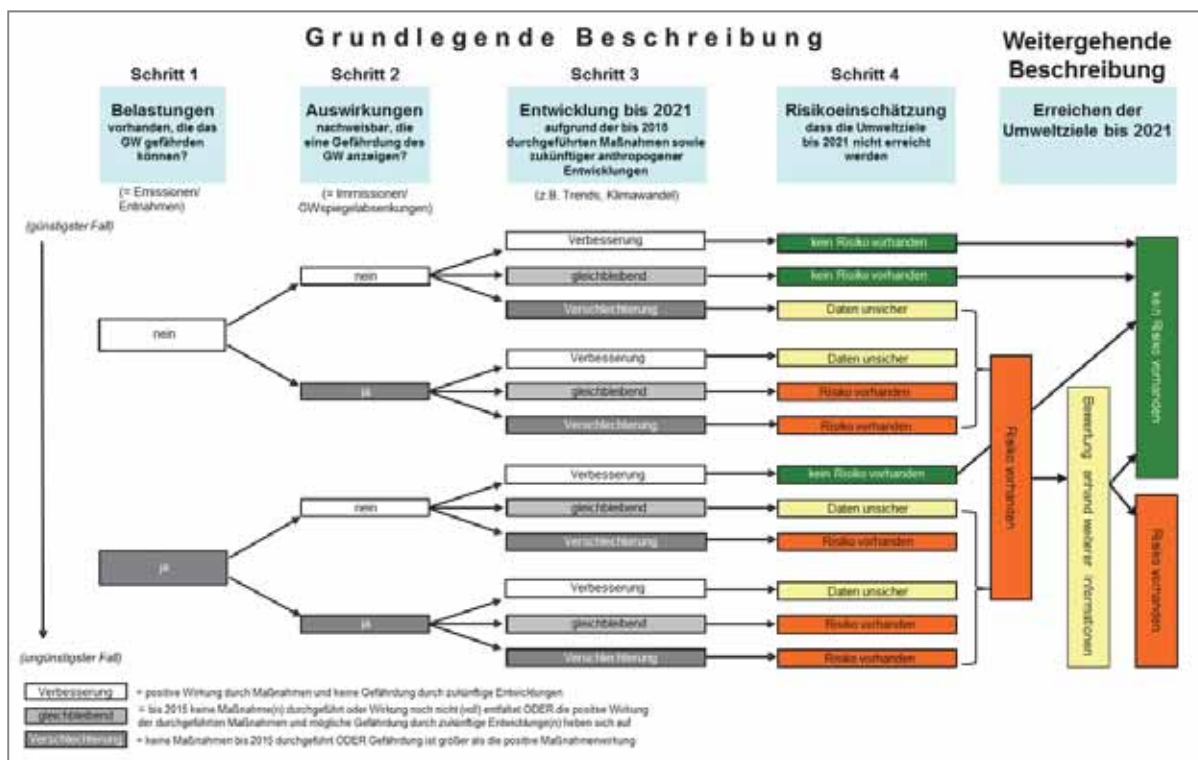 Grundlegende Beschreibung
Weitergehende
Beschreibung
Schritt 1
Schritt 2
Schritt 3
Schritt 4
Belastungen
vorhanden, die das
GW gefährden
können?
Auswirkungen
nachweisbar, die
eine Gefährdung des
GW anzeigen?
Entwicklung bis 2021
aufgrund der bis 2015
durchgeführten Maßnahmen sowie
zukünftiger anthropogener
Entwicklungen
Risikoeinschätzung
dass die Umweltziele
bis 2021 nicht erreicht
werden
Erreichen der
Umweltziele bis 2021
(= Emissionen/
Entnahmen)
(= Immissionen/
GWspiegelabsenkungen)
(z.B. Trends, Klimawandel)
(günstigster Fall)
nein
nein
Verbesserung
kein Risiko vorhanden
gleichbleibend
kein Risiko vorhanden
Verschlechterung
Daten unsicher
ja
Verbesserung
Daten unsicher
gleichbleibend
Risiko vorhanden
Verschlechterung
Risiko vorhanden
ja
nein
Verbesserung
kein Risiko vorhanden
gleichbleibend
Daten unsicher
Verschlechterung
Risiko vorhanden
ja
Verbesserung
Daten unsicher
gleichbleibend
Risiko vorhanden
Verschlechterung
Risiko vorhanden
Risiko vorhanden
Bewertung anhand weiterer Informationen
kein Risiko vorhanden
Risiko vorhanden
(ungünstigster Fall)
Verbesserung
= positive Wirkung durch Maßnahmen und keine Gefährdung durch zukünftige Entwicklungen
gleichbleibend
= bis 2015 keine Maßnahme(n) durchgeführt oder Wirkung noch nicht (voll) entfaltet ODER die positive Wirkung
der durchgeführten Maßnahmen und mögliche Gefährdung durch zukünftige Entwicklunge(n) heben sich auf
Verschlechterung
= keine Maßnahmen bis 2015 durchgeführt ODER Gefährdung ist größer als die positive Maßnahmenwirkung